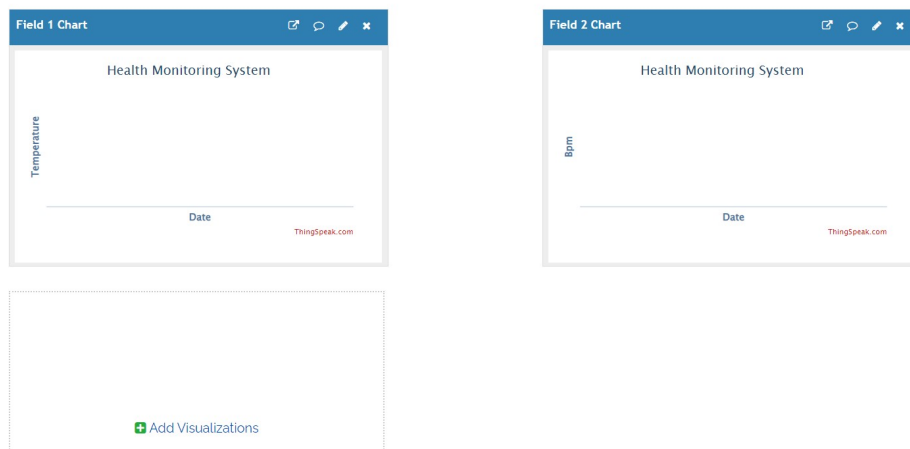 Field 1 Chart
Health Monitoring System
Temperature
Date
ThingSpeak.com
Field 2 Chart
Health Monitoring System
Bpm
Date
ThingSpeak.com
Add Visualizations